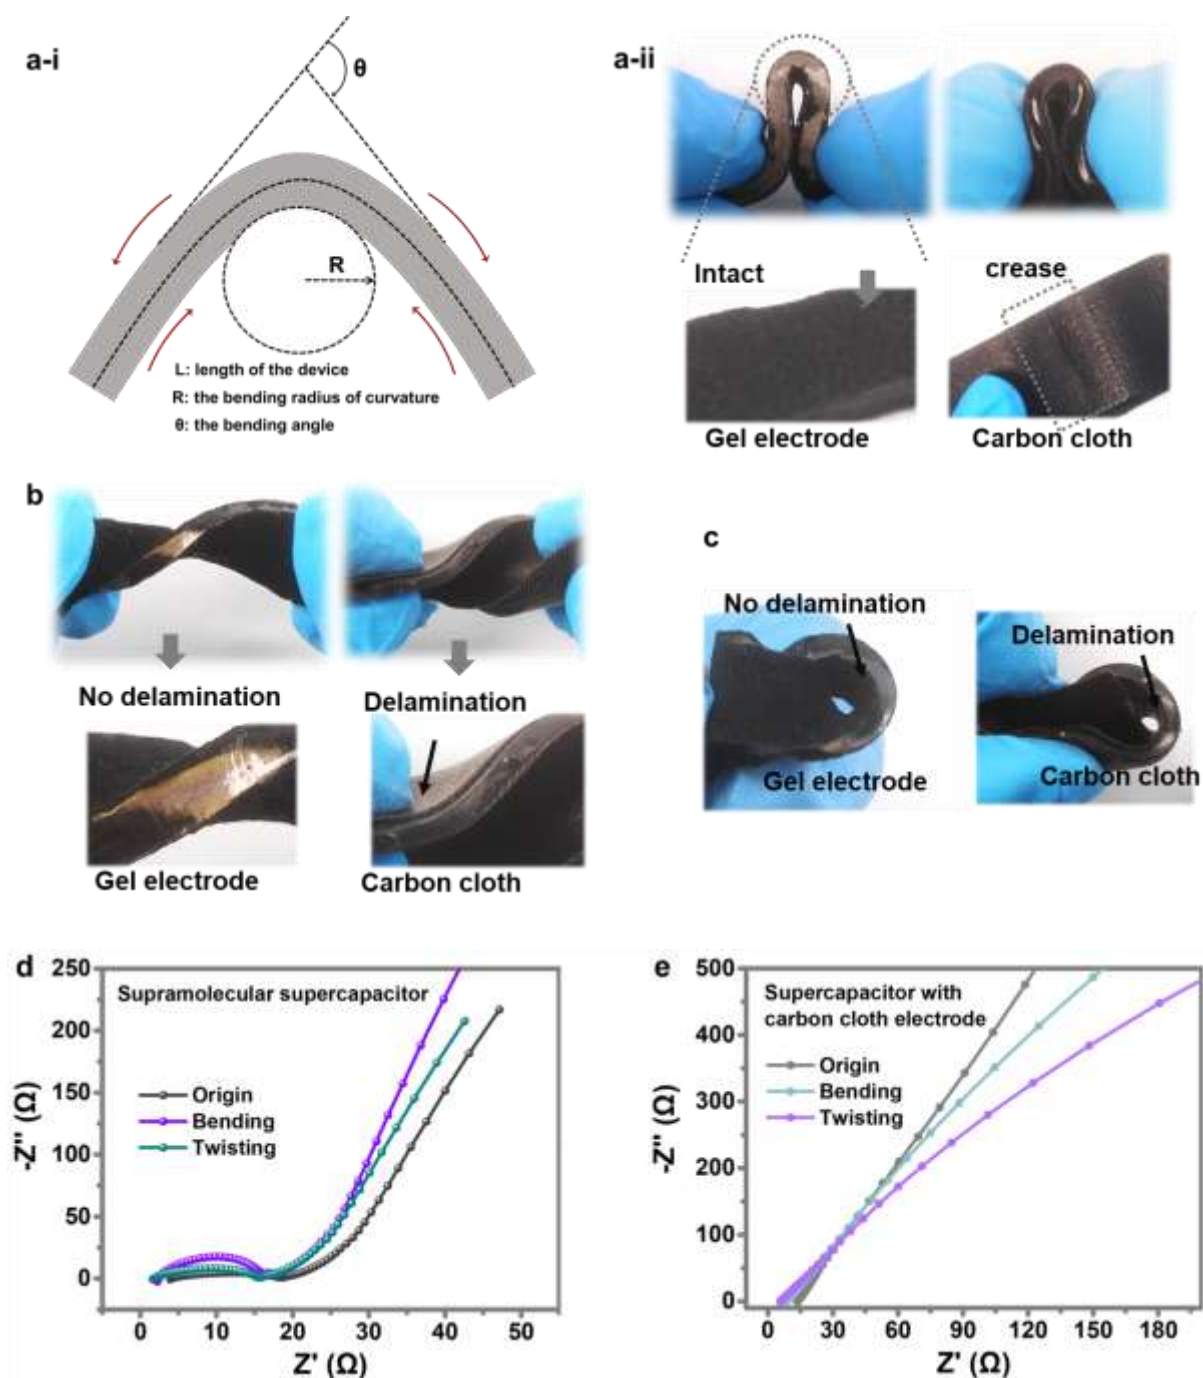 a-i
θ
R
L: length of the device
R: the bending radius of curvature
θ: the bending angle
a-ii
Intact
crease
Gel electrode
Carbon cloth
b
No delamination
Delamination
Gel electrode
Carbon cloth
c
No delamination
Delamination
Gel electrode
Carbon cloth
d
250
200
150
100
50
0
-Z'' (Ω)
Supramolecular supercapacitor
Origin
Bending
Twisting
0 10 20 30 40 50
Z' (Ω)
e
500
400
300
200
100
0
-Z'' (Ω)
Supercapacitor with
carbon cloth electrode
Origin
Bending
Twisting
0 30 60 90 120 150 180
Z' (Ω)